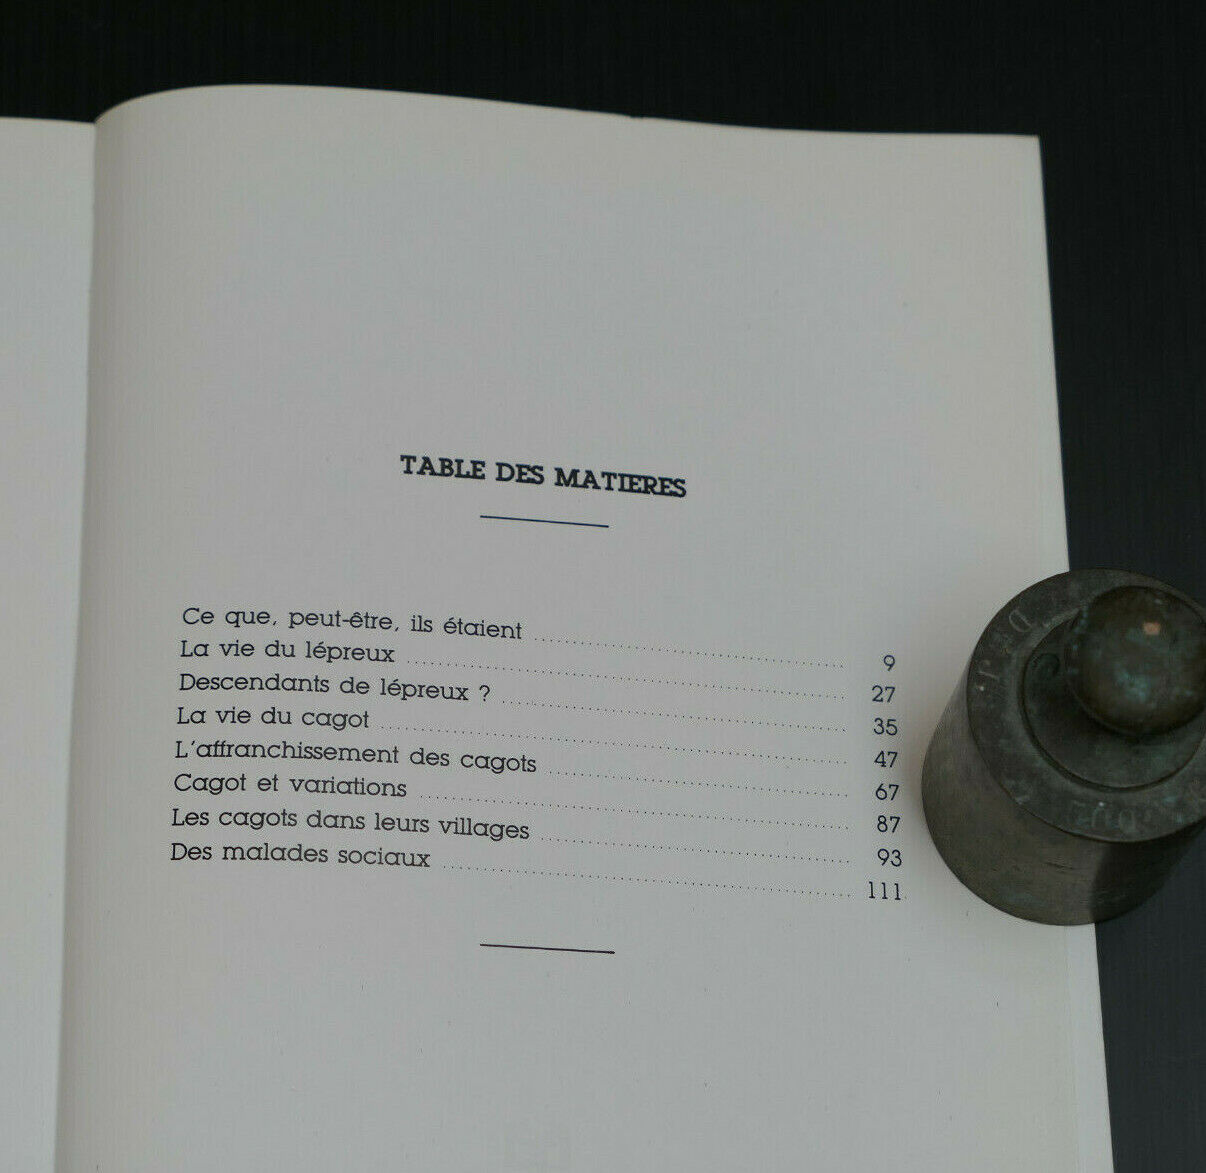 TABLE DES MATIERES
Ce que, peut-être, ils étaient 9
La vie du lépreux 27
Descendants de lépreux ? 35
La vie du cagot 47
L'affranchissement des cagots 67
Cagot et variations 87
Les cagots dans leurs villages 93
Des malades sociaux 111